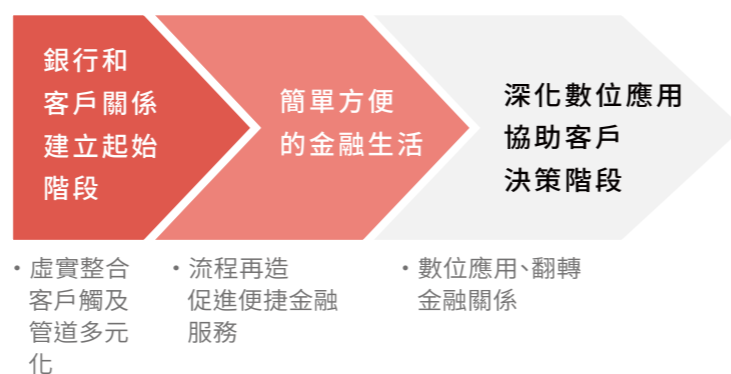 銀行和
客戶關係
建立起始
階段
簡單方便
的金融生活
深化數位應用
協助客戶
決策階段
・虛實整合
客戶觸及
管道多元
化
・流程再造
促進便捷金融
服務
・數位應用、翻轉
金融關係